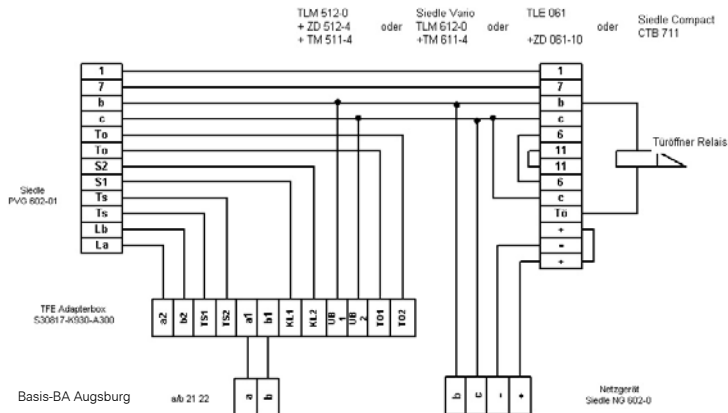 TLM 512-0
+ ZD 512-4
+ TM 511-4
oder
Siedle Vario
TLM 612-0
+TM 611-4
oder
TLE 061
+ZD 061-10
oder
Siedle Compact
CTB 711
1
7
b
c
To
To
S2
S1
Ts
Ts
Lb
La
Siedle
PVG 602-01
1
7
b
c
6
11
11
6
c
Tö
+
-
+
Türöffner Relais
TFE Adapterbox
S30817-K930-A300
a2
b2
TS1
TS2
a1
b1
KL1
KL2
UB 1
UB 2
TO1
TO2
Basis-BA Augsburg
a/b 21 22
a
b
b
c
-
+
Netzgerät
Siedle NG 602-0